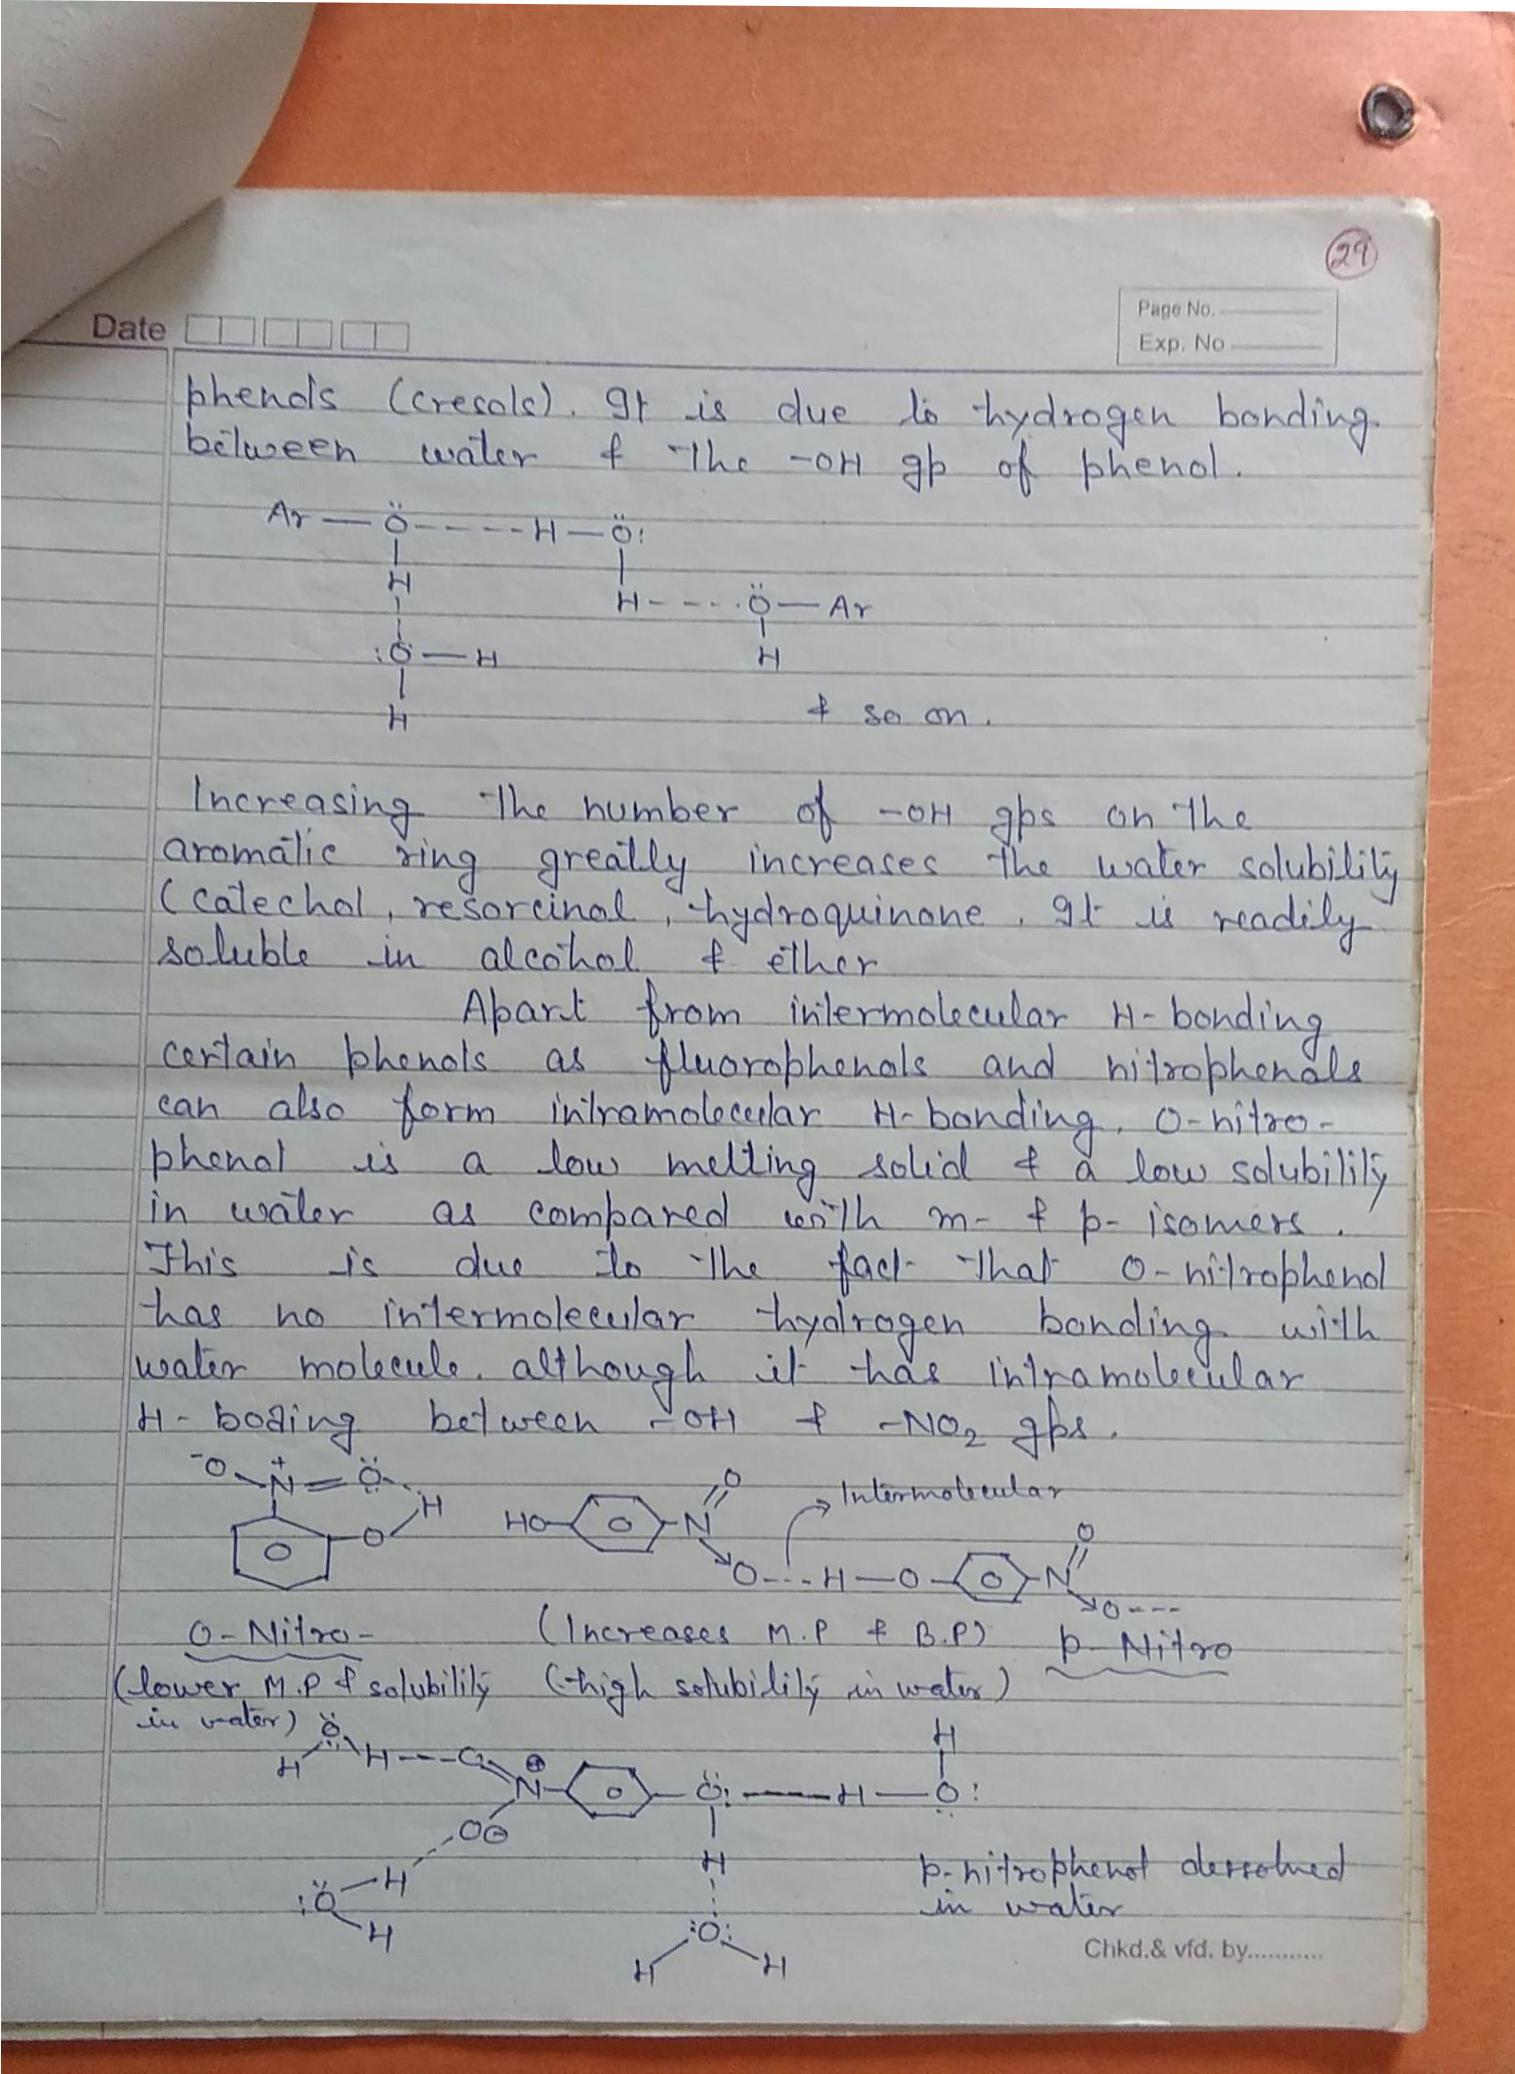 29
Page No.
Date
Exp. No
phenols (cresols). It is due to hydrogen bonding
between water & the -OH gp of phenol.
Ar — Ö ---- H — Ö:
H
H ---- Ö — Ar
:Ö — H
H
H
& so on.
Increasing the number of -OH gps on the
aromatic ring greatly increases the water solubility
(catechol, resorcinol, hydroquinone. It is readily
soluble in alcohol & ether
Apart from intermolecular H-bonding
certain phenols as fluorophenols and nitrophenols
can also form intramolecular H-bonding. O-nitro-
phenol is a low melting solid & a low solubility
in water as compared with m- & p- isomers.
This is due to the fact that O-nitrophenol
has no intermolecular hydrogen bonding with
water molecule. although it has intramolecular
H-boding between -OH & -NO₂ gps.
⁻O N⁺ = Ö H O
HO N O
Intermolecular
O --- H — O N O
O ---
O-Nitro- (Increases M.P & B.P) p-Nitro
(lower M.P & solubility (high solubility in water)
in water)
H Ö H --- O N⊕ Ö: ---- H — O: H
O⊖
H
H
:Ö H
p-nitrophenol dessolued
in water
:O: H H
Chkd.& vfd. by............